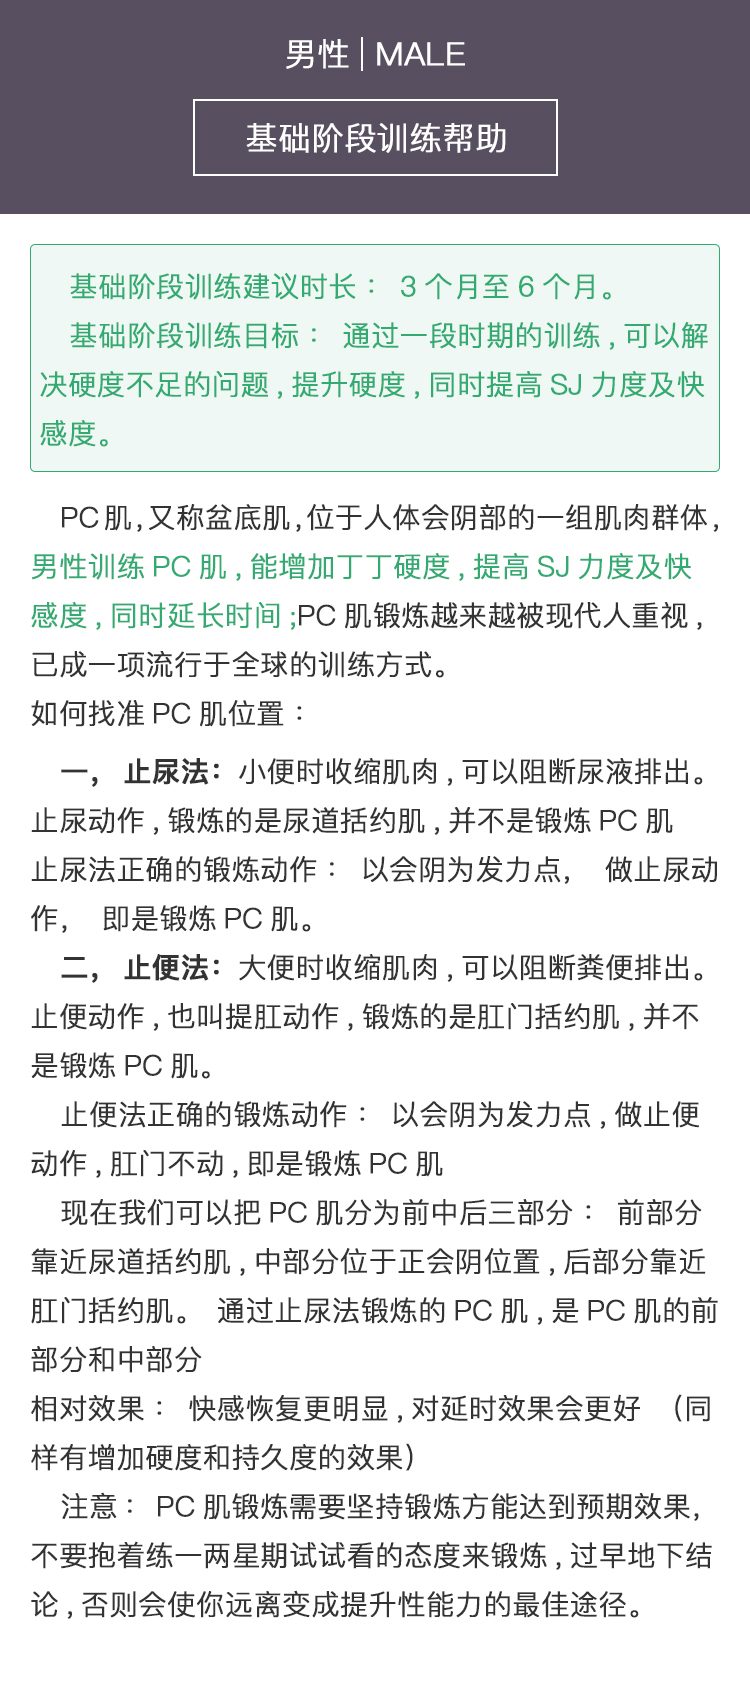 男性|MALE
基础阶段训练帮助
基础阶段训练建议时长： 3 个月至 6 个月。
基础阶段训练目标： 通过一段时期的训练,可以解
决硬度不足的问题,提升硬度,同时提高 SJ 力度及快
感度。
PC肌,又称盆底肌,位于人体会阴部的一组肌肉群体,
男性训练 PC 肌,能增加丁丁硬度,提高 SJ 力度及快
感度,同时延长时间;PC 肌锻炼越来越被现代人重视,
已成一项流行于全球的训练方式。
如何找准 PC 肌位置：
一，止尿法：小便时收缩肌肉,可以阻断尿液排出。
止尿动作,锻炼的是尿道括约肌,并不是锻炼 PC 肌
止尿法正确的锻炼动作： 以会阴为发力点， 做止尿动
作， 即是锻炼 PC 肌。
二，止便法：大便时收缩肌肉,可以阻断粪便排出。
止便动作,也叫提肛动作,锻炼的是肛门括约肌,并不
是锻炼 PC 肌。
止便法正确的锻炼动作： 以会阴为发力点,做止便
动作,肛门不动,即是锻炼 PC 肌
现在我们可以把 PC 肌分为前中后三部分： 前部分
靠近尿道括约肌,中部分位于正会阴位置,后部分靠近
肛门括约肌。 通过止尿法锻炼的 PC 肌,是 PC 肌的前
部分和中部分
相对效果： 快感恢复更明显,对延时效果会更好 （同
样有增加硬度和持久度的效果）
注意： PC 肌锻炼需要坚持锻炼方能达到预期效果,
不要抱着练一两星期试试看的态度来锻炼,过早地下结
论,否则会使你远离变成提升性能力的最佳途径。